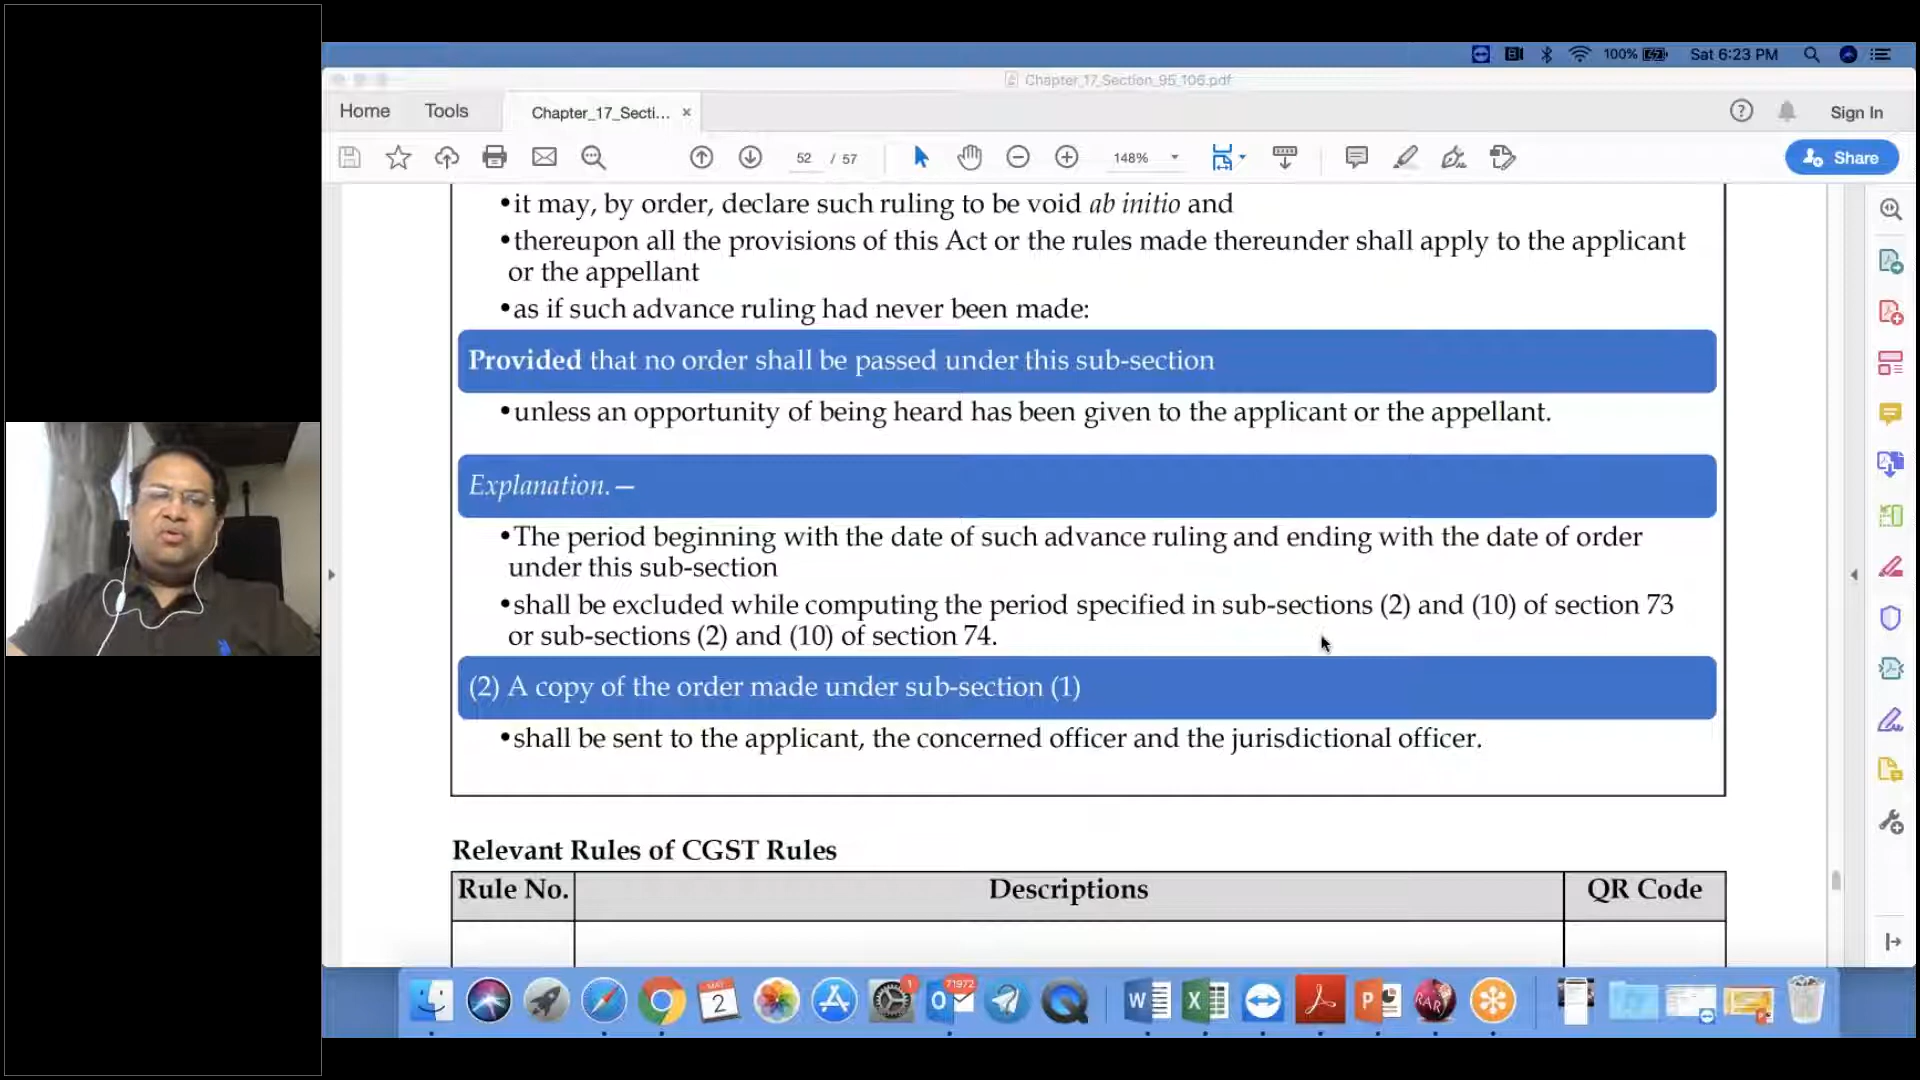 100% Sat 6:23 PM
Chapter_17_Section_95_106.pdf
Home Tools Chapter_17_Secti... × Sign In
52 / 57 148% Share
•it may, by order, declare such ruling to be void ab initio and
•thereupon all the provisions of this Act or the rules made thereunder shall apply to the applicant
or the appellant
•as if such advance ruling had never been made:
Provided that no order shall be passed under this sub-section
•unless an opportunity of being heard has been given to the applicant or the appellant.
Explanation.—
•The period beginning with the date of such advance ruling and ending with the date of order
under this sub-section
•shall be excluded while computing the period specified in sub-sections (2) and (10) of section 73
or sub-sections (2) and (10) of section 74.
(2) A copy of the order made under sub-section (1)
•shall be sent to the applicant, the concerned officer and the jurisdictional officer.
Relevant Rules of CGST Rules
Rule No. Descriptions QR Code
MAY
2
1
71972
W
X
P
RAR